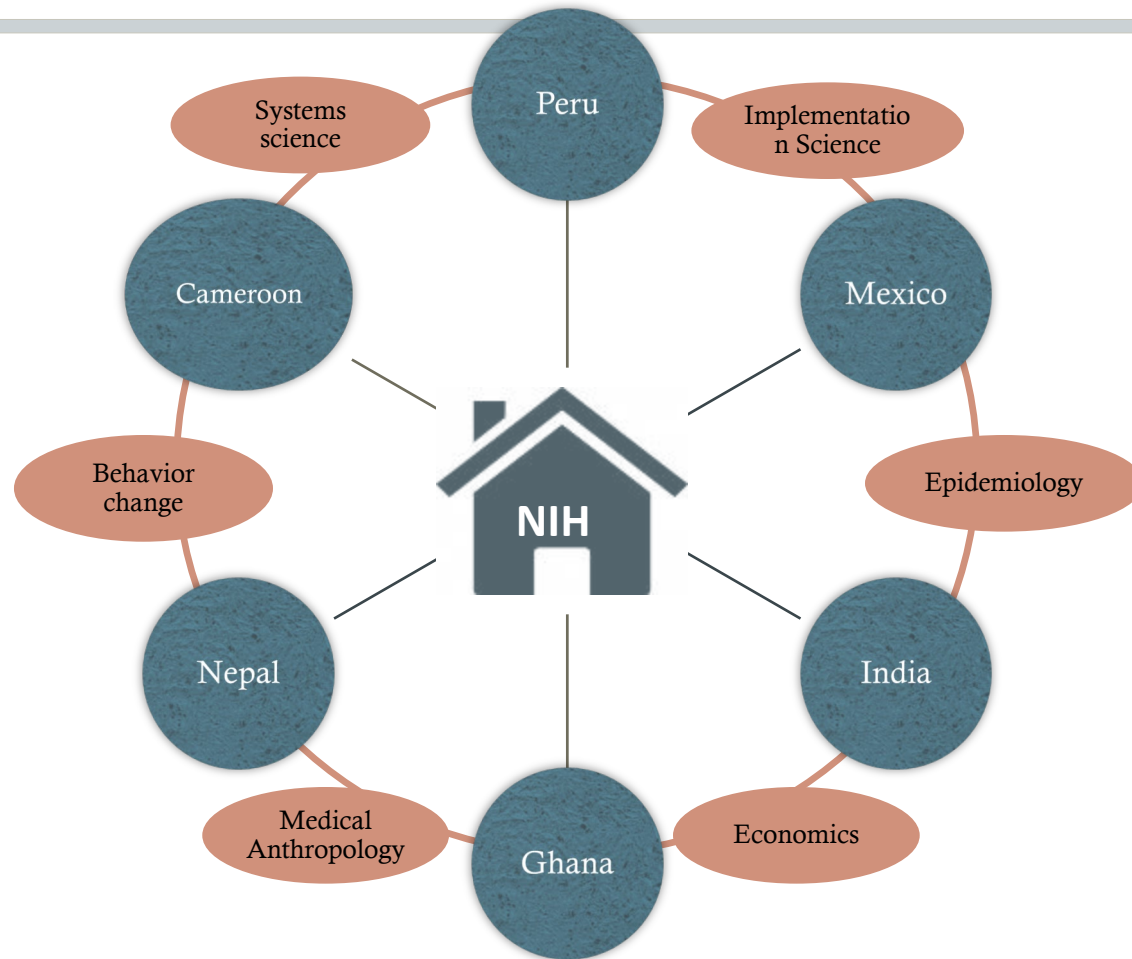 Peru
Systems
science
Implementatio
n Science
Cameroon
Mexico
Behavior
change
NIH
Epidemiology
Nepal
India
Medical
Anthropology
Economics
Ghana